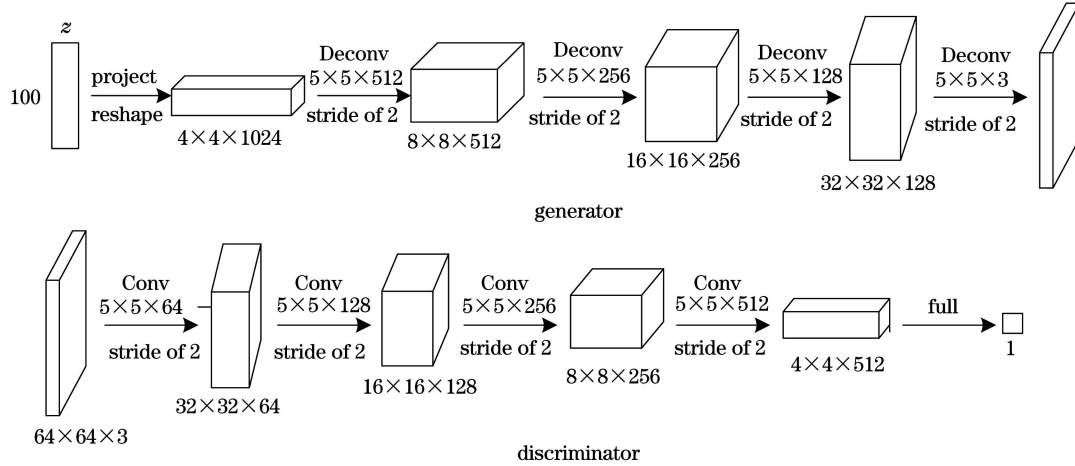 z
100
project
reshape
4×4×1024
Deconv
5×5×512
stride of 2
8×8×512
Deconv
5×5×256
stride of 2
16×16×256
Deconv
5×5×128
stride of 2
32×32×128
Deconv
5×5×3
stride of 2
generator
64×64×3
Conv
5×5×64
stride of 2
32×32×64
Conv
5×5×128
stride of 2
16×16×128
Conv
5×5×256
stride of 2
8×8×256
Conv
5×5×512
stride of 2
4×4×512
full
1
discriminator